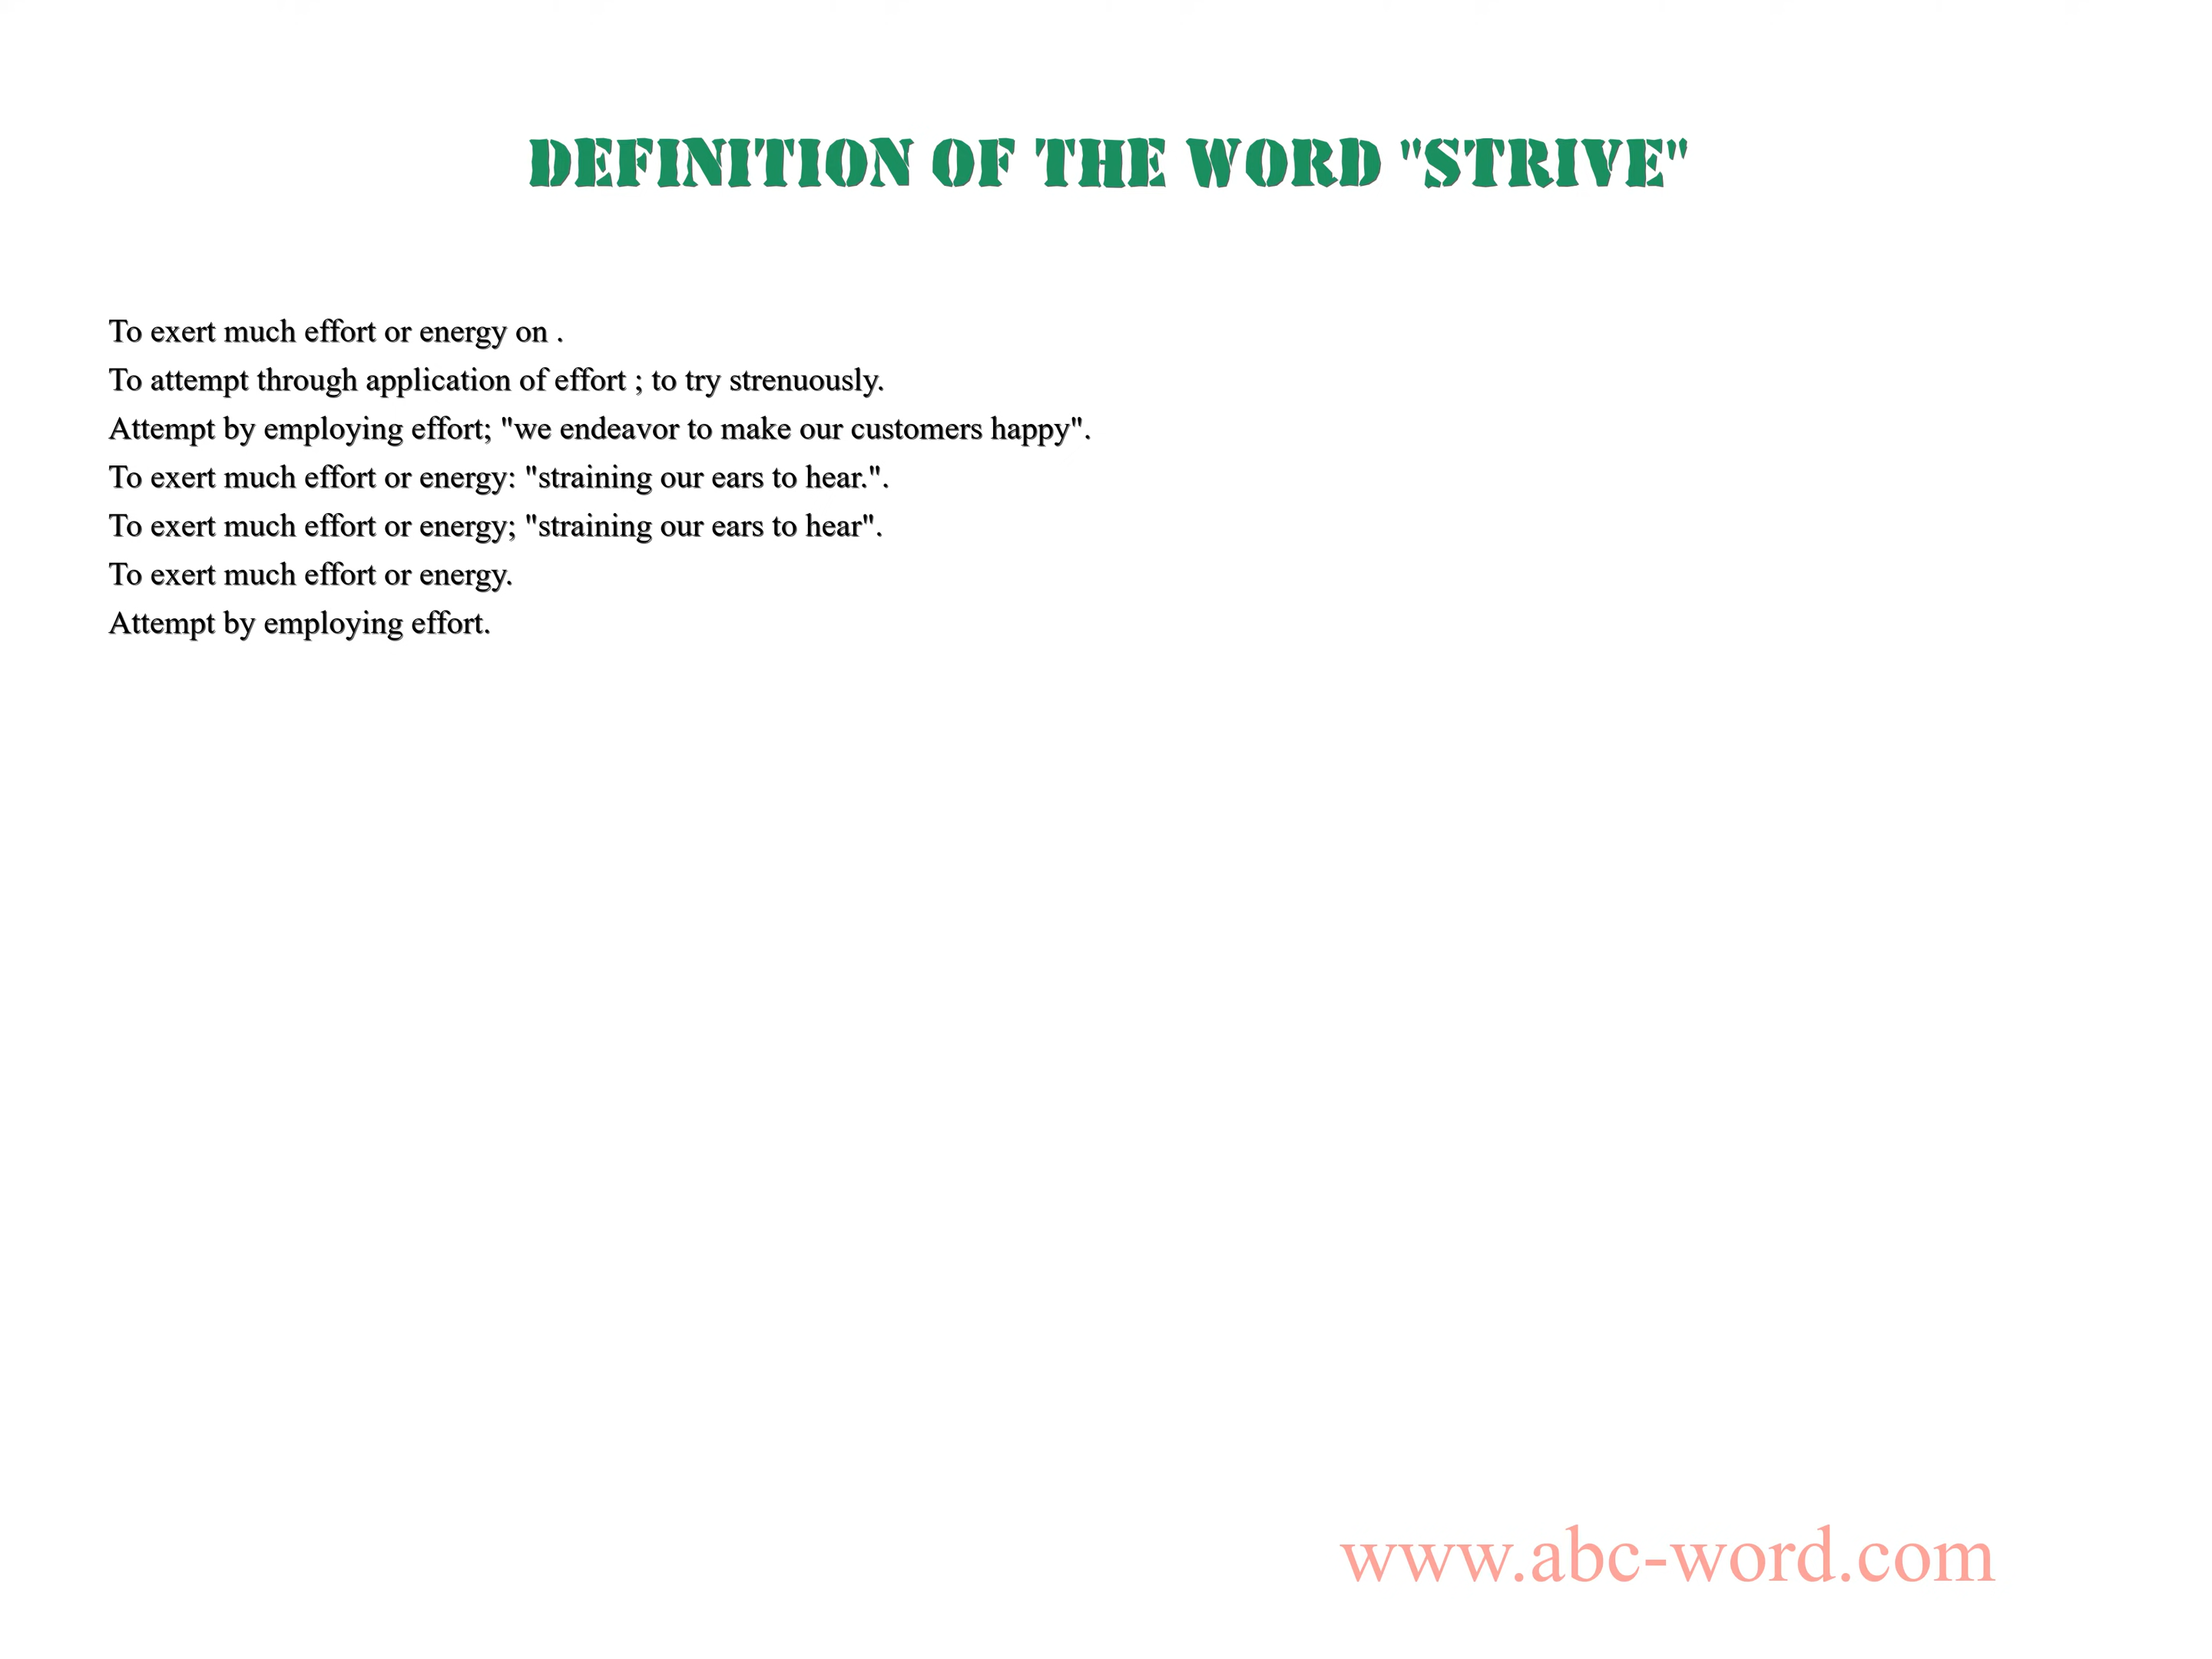 DEFINITION OF THE WORD "STRIVE"
To exert much effort or energy on .
To attempt through application of effort ; to try strenuously.
Attempt by employing effort; "we endeavor to make our customers happy".
To exert much effort or energy: "straining our ears to hear.".
To exert much effort or energy; "straining our ears to hear".
To exert much effort or energy.
Attempt by employing effort.
www.abc-word.com